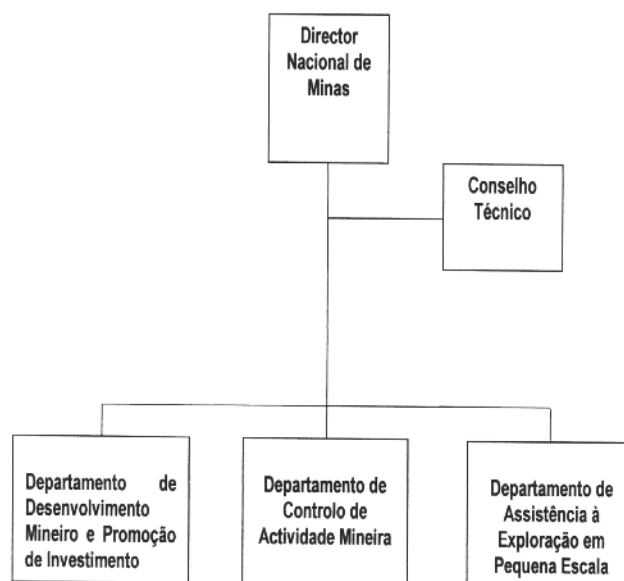 Director
Nacional de
Minas
Conselho
Técnico
Departamento de
Desenvolvimento
Mineiro e Promoção
de Investimento
Departamento de
Controlo de
Actividade Mineira
Departamento de
Assistência à
Exploração em
Pequena Escala